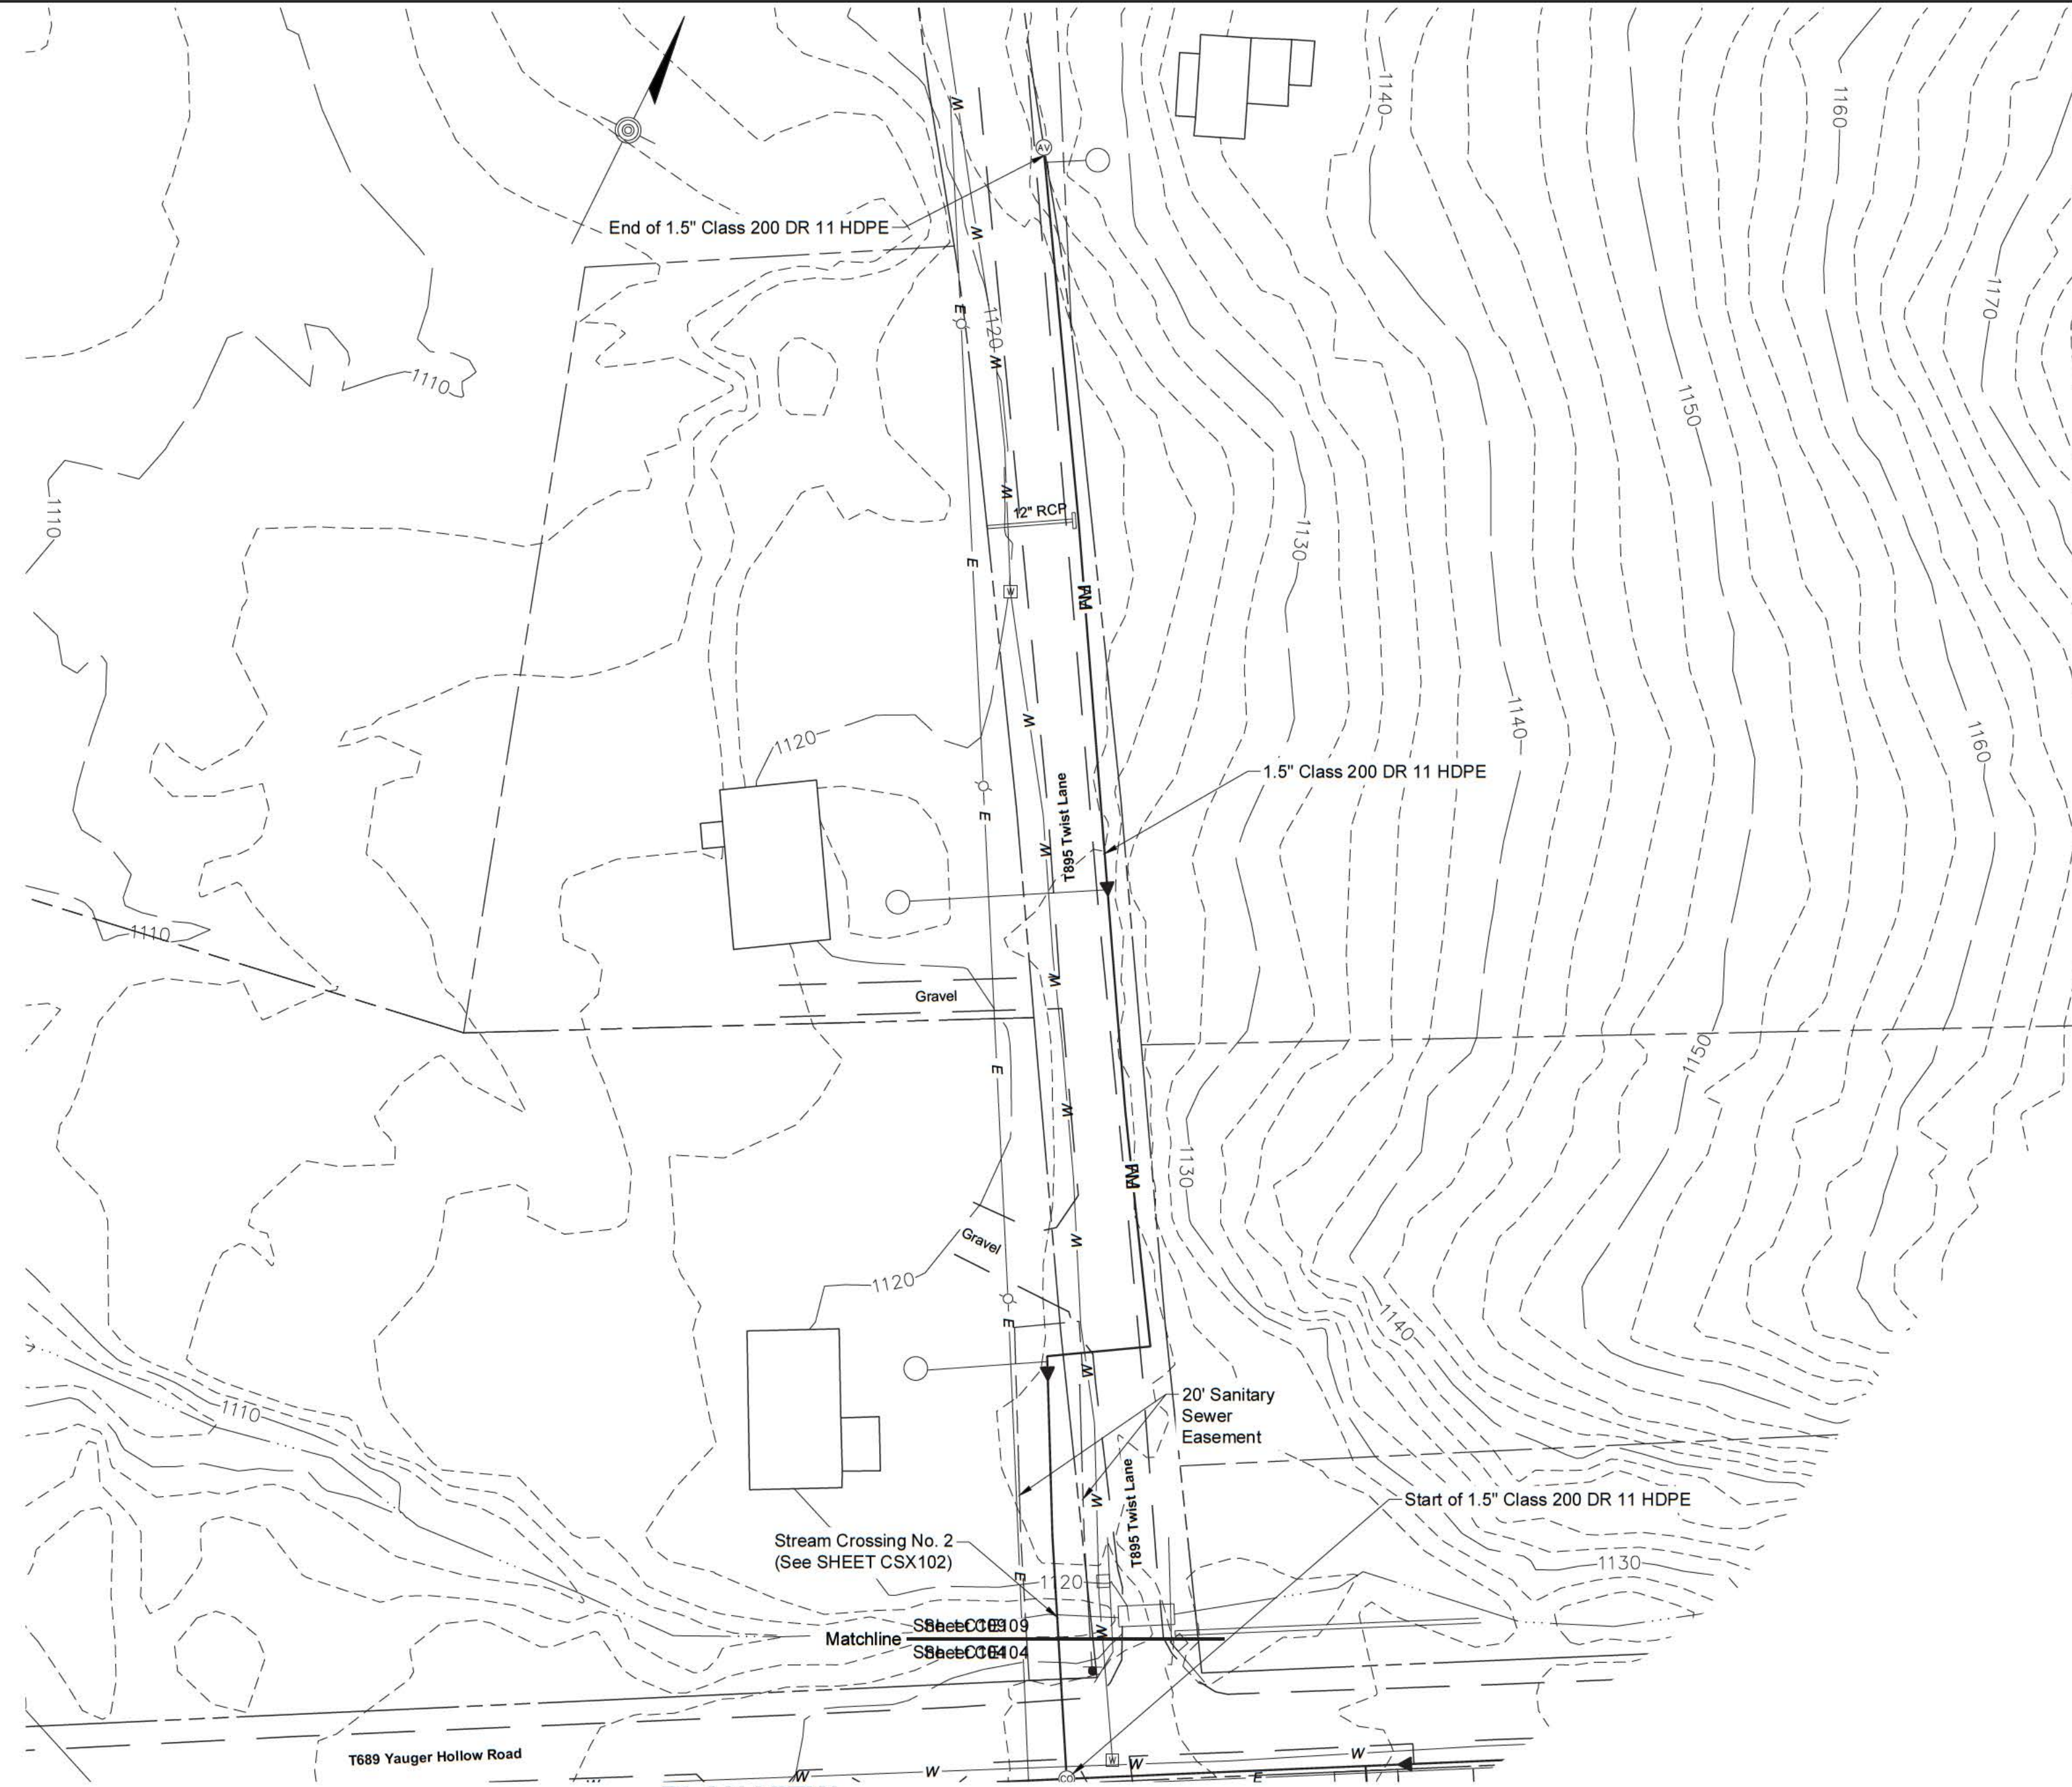 1140
1160
AV
W
End of 1.5" Class 200 DR 11 HDPE
W
1170
E
1120
W
1110
1150
W
12" RCP
1110
1130
E
W
FM
1140
W
1120
1160
1.5" Class 200 DR 11 HDPE
T895 Twist Lane
E
W
1110
W
Gravel
1150
E
W
1130
FM
Gravel
W
1120
E
1140
W
20' Sanitary
Sewer
Easement
1110
T895 Twist Lane
W
Start of 1.5" Class 200 DR 11 HDPE
Stream Crossing No. 2
(See SHEET CSX102)
1130
E
1120
W
Matchline
T689 Yauger Hollow Road
W
W
W
W
W
CO
E